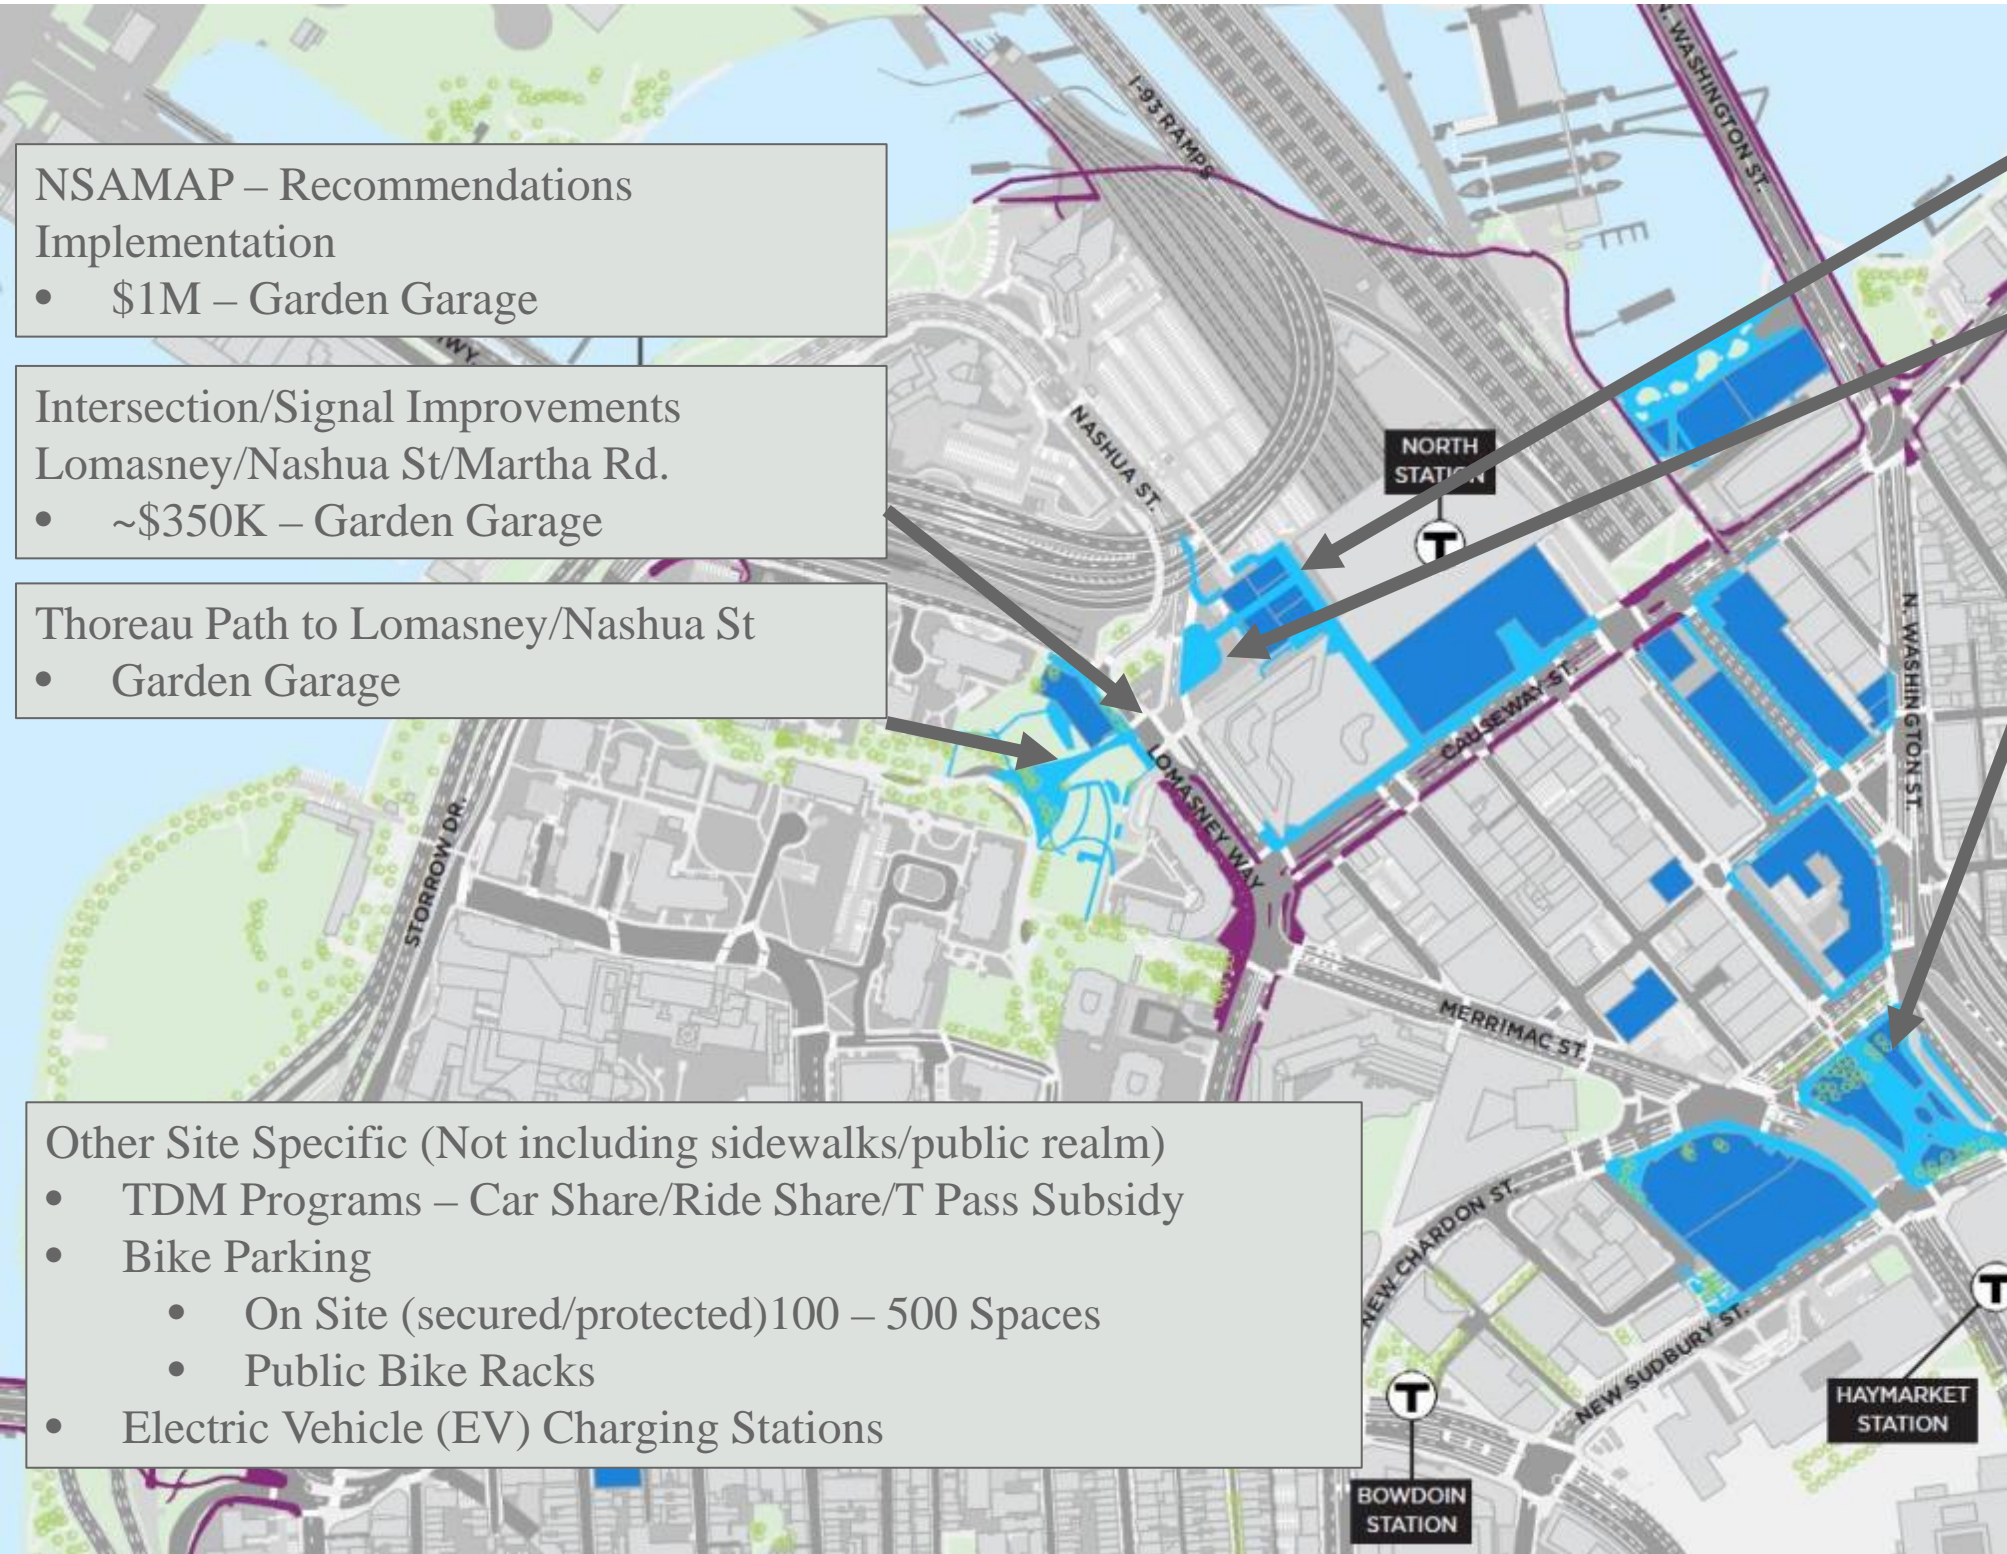 I-93 RAMPS
N. WASHINGTON ST.
NSAMAP – Recommendations
Implementation
• $1M – Garden Garage
WY.
Intersection/Signal Improvements
Lomasney/Nashua St/Martha Rd.
• ~$350K – Garden Garage
NASHUA ST.
NORTH
STATION
T
Thoreau Path to Lomasney/Nashua St
• Garden Garage
N. WASHINGTON ST.
CAUSEWAY ST.
LOMASNEY WAY
STORROW DR.
MERRIMAC ST.
Other Site Specific (Not including sidewalks/public realm)
• TDM Programs – Car Share/Ride Share/T Pass Subsidy
• Bike Parking
• On Site (secured/protected)100 – 500 Spaces
• Public Bike Racks
• Electric Vehicle (EV) Charging Stations
NEW CHARDON ST.
NEW SUDBURY ST.
T
HAYMARKET
STATION
T
BOWDOIN
STATION